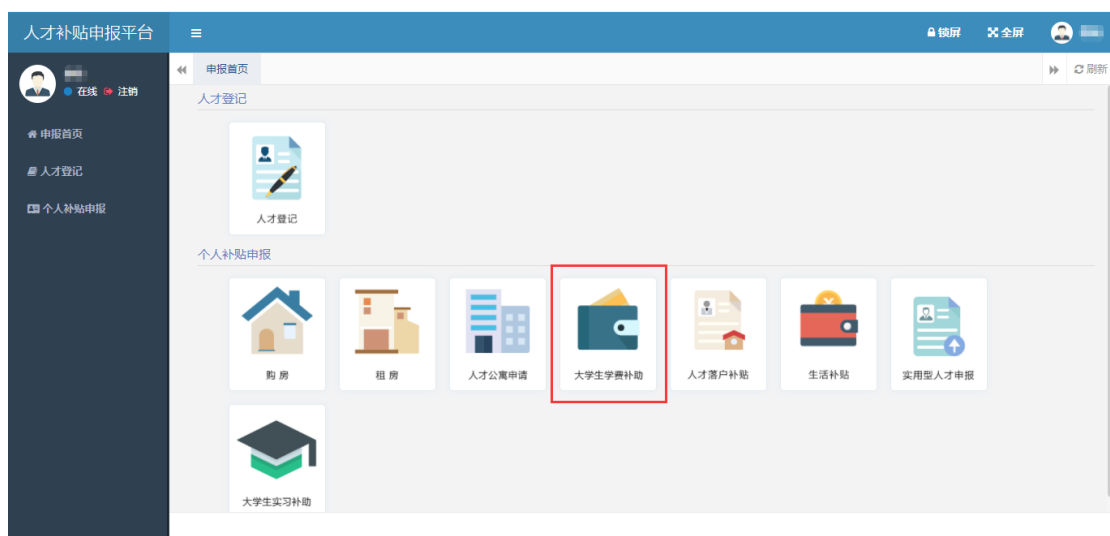 人才补贴申报平台
锁屏 全屏
在线 注销
申报首页 刷新
申报首页
人才登记
个人补贴申报
人才登记
人才登记
个人补贴申报
购 房 租 房 人才公寓申请 大学生学费补助 人才落户补贴 生活补贴 实用型人才申报
大学生实习补助